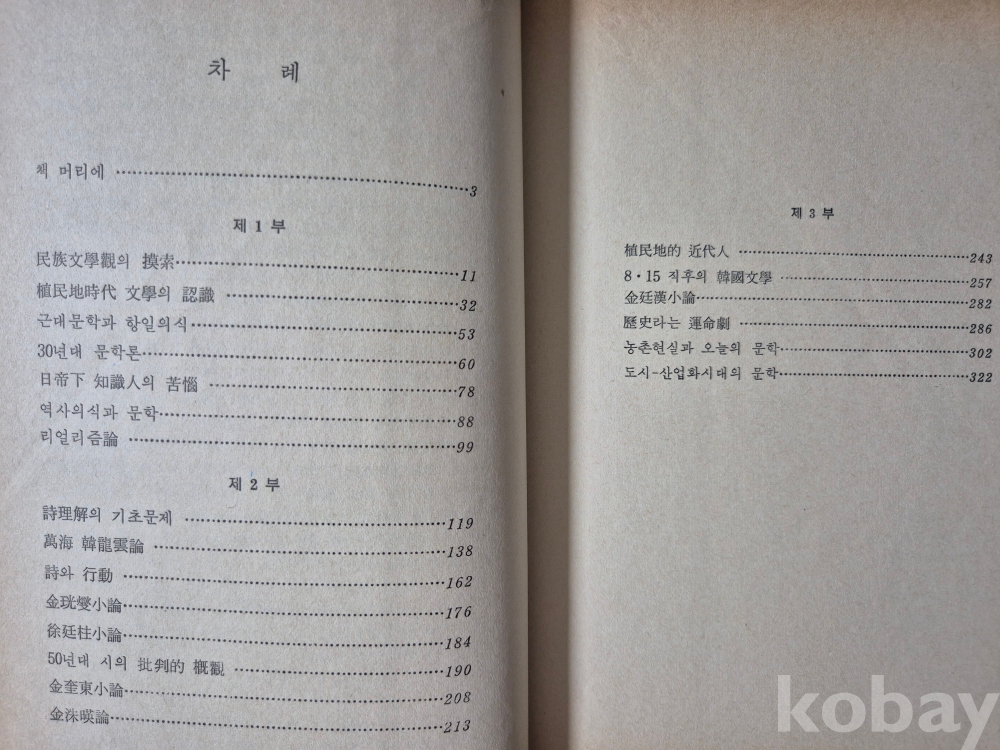 차 례
책 머리에 ········ 3
제 1 부
民族文學觀의 摸索 ········ 11
植民地時代 文學의 認識 ········ 32
근대문학과 항일의식 ········ 53
30년대 문학론 ········ 60
日帝下 知識人의 苦惱 ········ 78
역사의식과 문학 ········ 88
리얼리즘論 ········ 99
제 2 부
詩理解의 기초문제 ········ 119
萬海 韓龍雲論 ········ 138
詩와 行動 ········ 162
金珖燮小論 ········ 176
徐廷柱小論 ········ 184
50년대 시의 批判的 槪觀 ········ 190
金奎東小論 ········ 208
金洙暎論 ········ 213
제 3 부
植民地的 近代人 ········ 243
8·15 직후의 韓國文學 ········ 257
金廷漢小論 ········ 282
歷史라는 運命劇 ········ 286
농촌현실과 오늘의 문학 ········ 302
도시-산업화시대의 문학 ········ 322
kobay